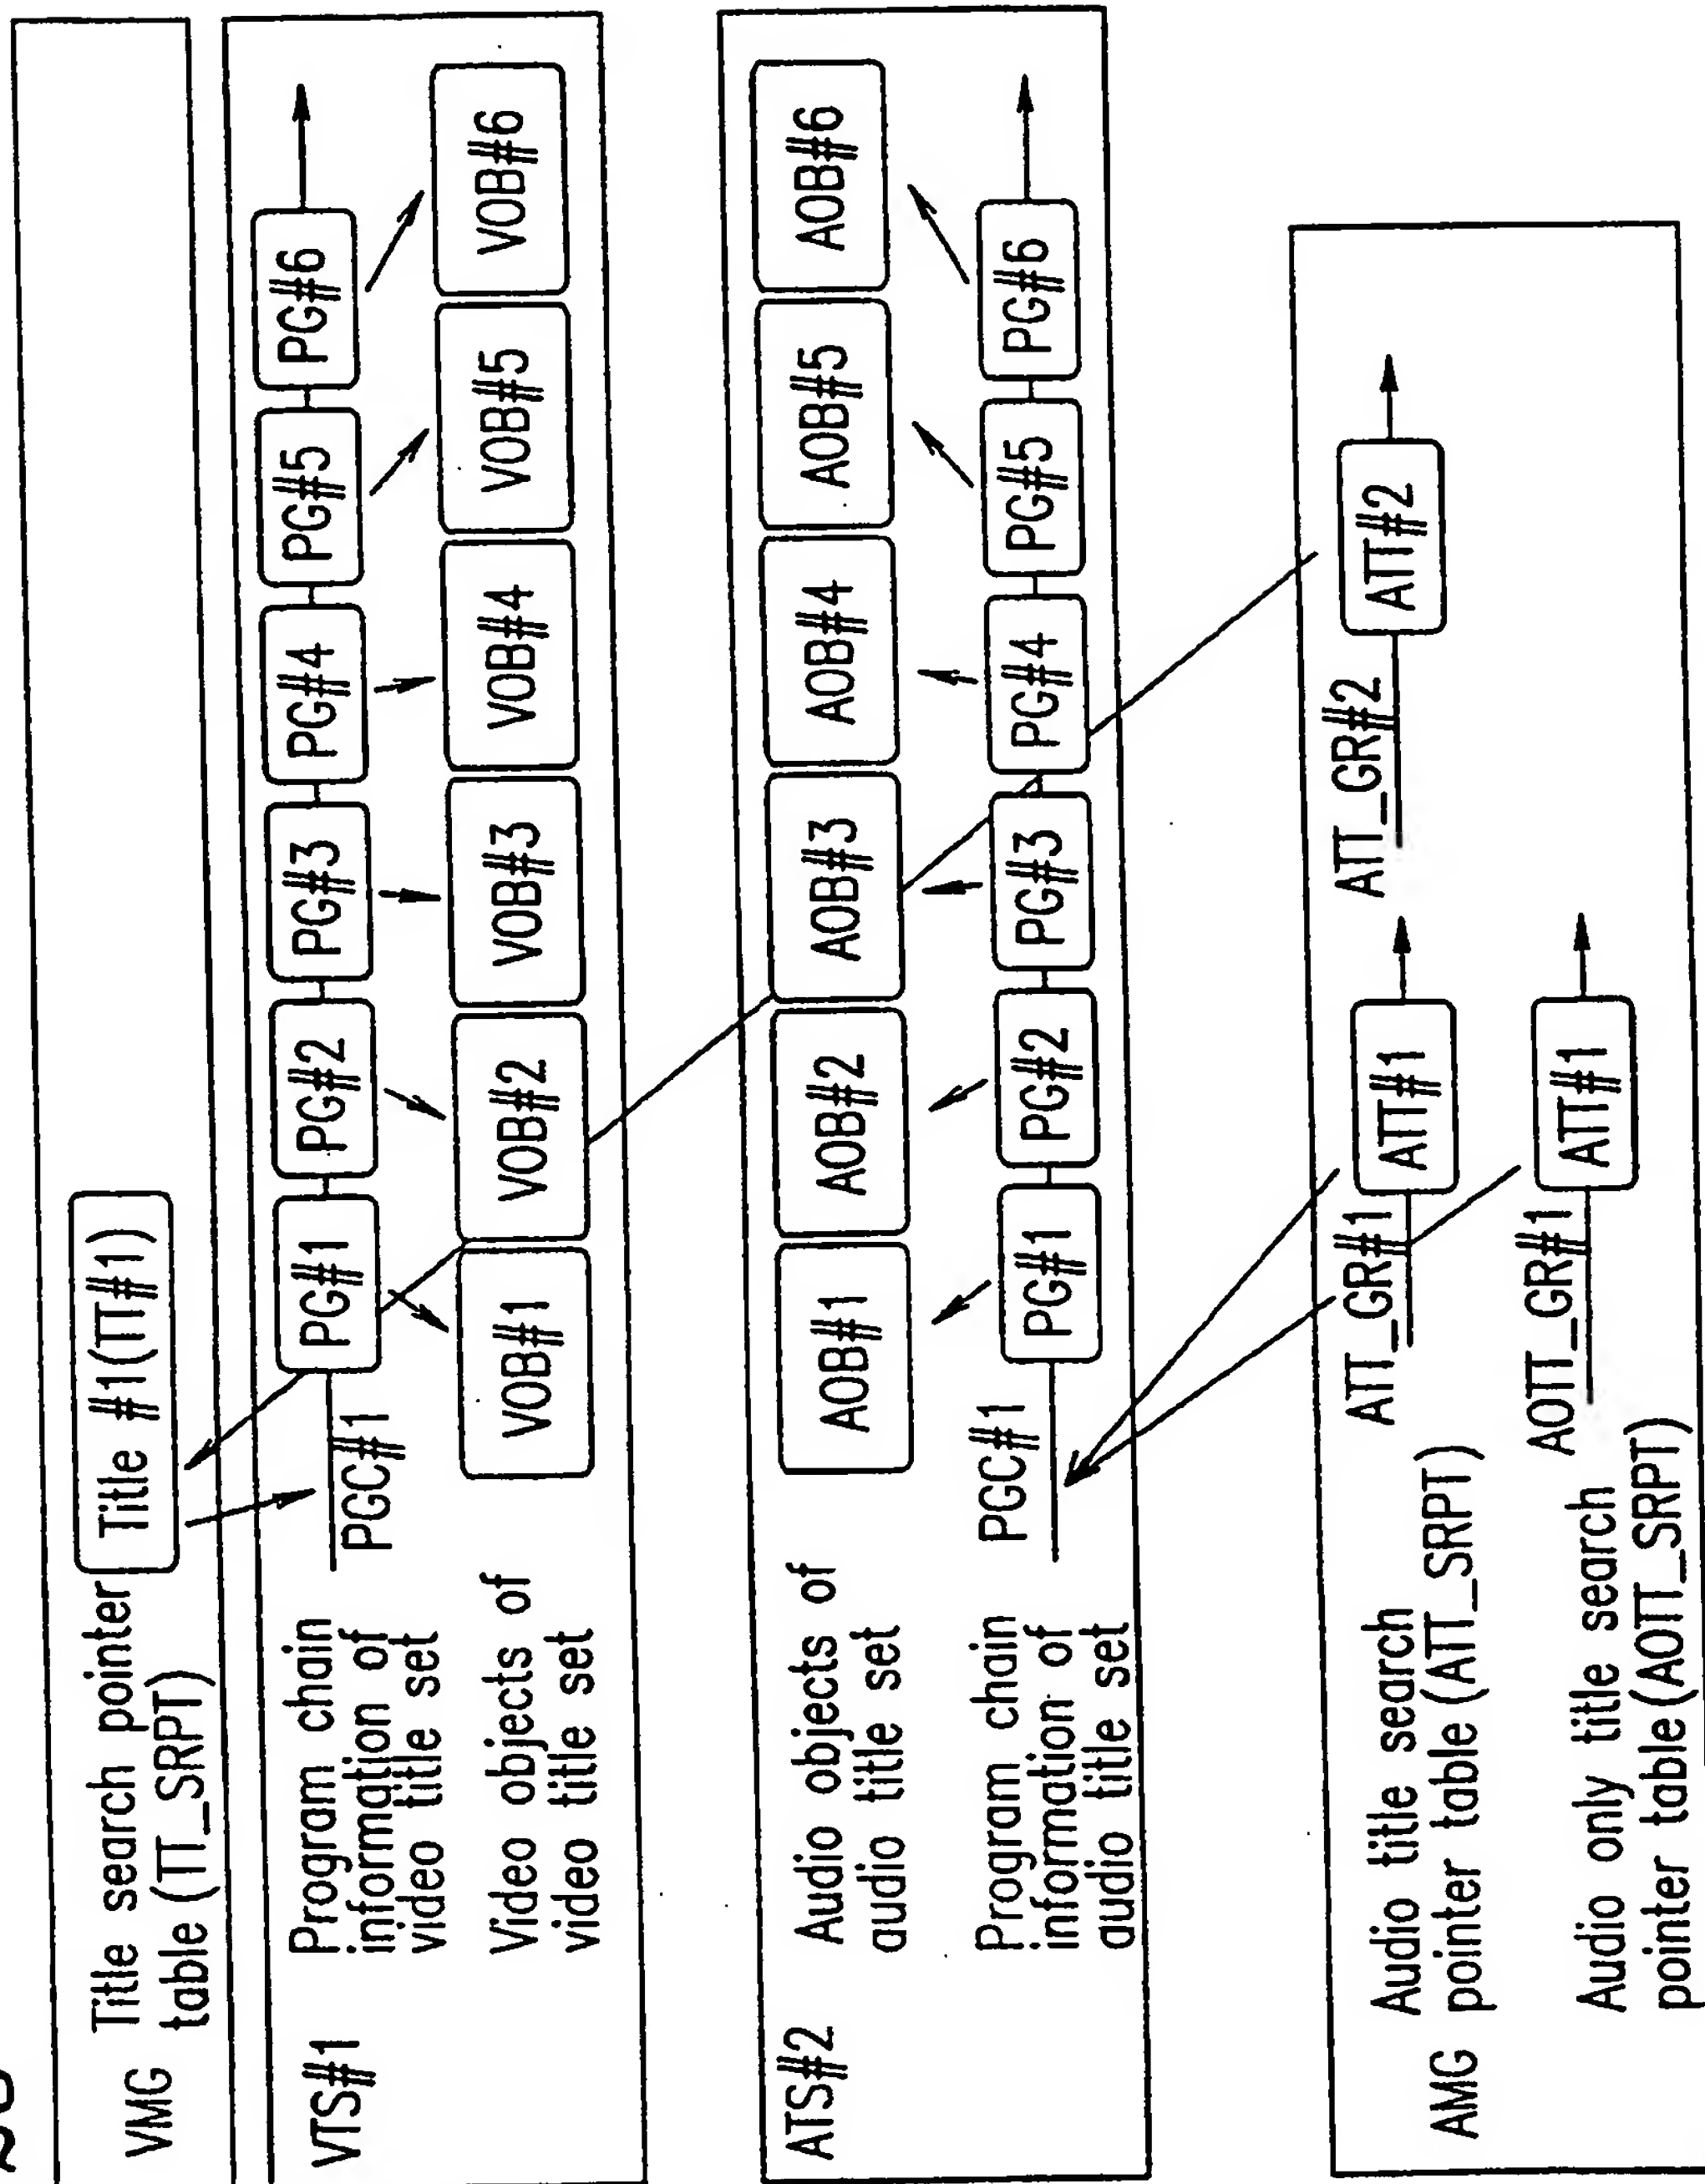 VMG
Title search pointer
table (TT_SRPT)
Title #1(TT#1)
VTS#1
Program chain
information of
video title set
PGC#1
PG#1
PG#2
PG#3
PG#4
PG#5
PG#6
Video objects of
video title set
VOB#1
VOB#2
VOB#3
VOB#4
VOB#5
VOB#6
ATS#2
Audio objects of
audio title set
AOB#1
AOB#2
AOB#3
AOB#4
AOB#5
AOB#6
Program chain
information of
audio title set
PGC#1
PG#1
PG#2
PG#3
PG#4
PG#5
PG#6
AMG
Audio title search
pointer table (ATT_SRPT)
ATT_GR#1
ATT#1
ATT_GR#2
ATT#2
Audio only title search
pointer table (AOTT_SRPT)
AOTT_GR#1
ATT#1